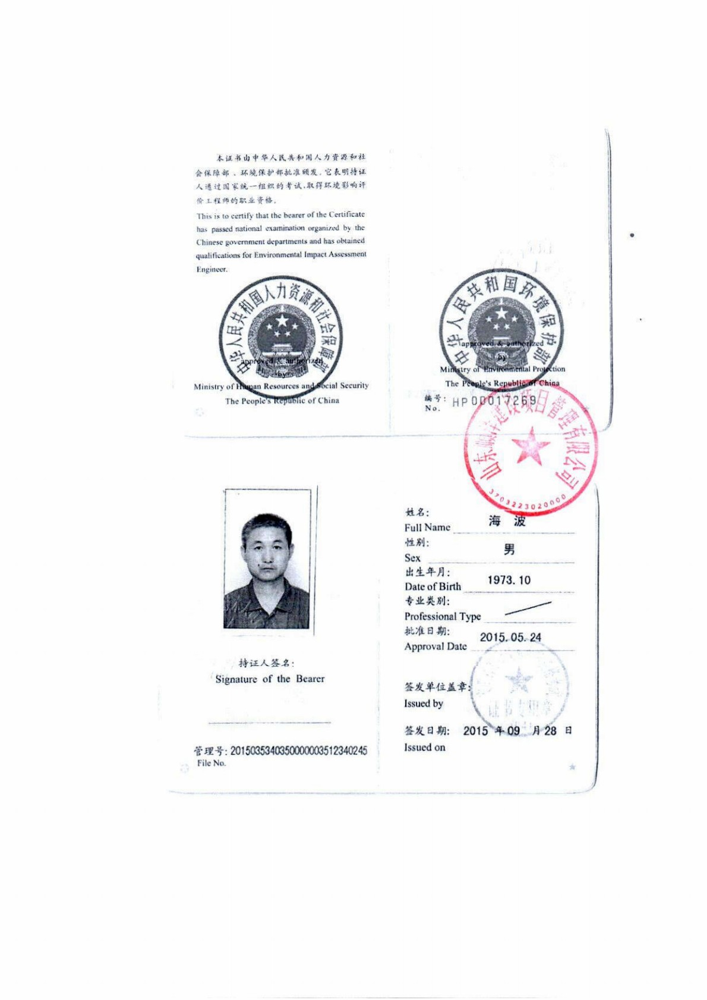 本证书由中华人民共和国人力资源和社
会保障部、环境保护部批准颁发,它表明持证
人通过国家统一组织的考试,取得环境影响评
价工程师的职业资格。
This is to certify that the bearer of the Certificate
has passed national examination organized by the
Chinese government departments and has obtained
qualifications for Environmental Impact Assessment
Engineer.
中华人民共和国人力资源和社会保障部
approved & authorized
by
Ministry of Human Resources and Social Security
The People's Republic of China
中华人民共和国环境保护部
approved & authorized
by
Ministry of Environmental Protection
The People's Republic of China
编号: HP00017269
No.
建设项目管理有限公司
3703223020000
持证人签名:
Signature of the Bearer
管理号: 2015035340350000003512340245
File No.
姓名: 海 波
Full Name
性别: 男
Sex
出生年月: 1973.10
Date of Birth
专业类别:
Professional Type
批准日期: 2015.05.24
Approval Date
签发单位盖章:
Issued by
证书专用章
签发日期: 2015 年 09 月 28 日
Issued on